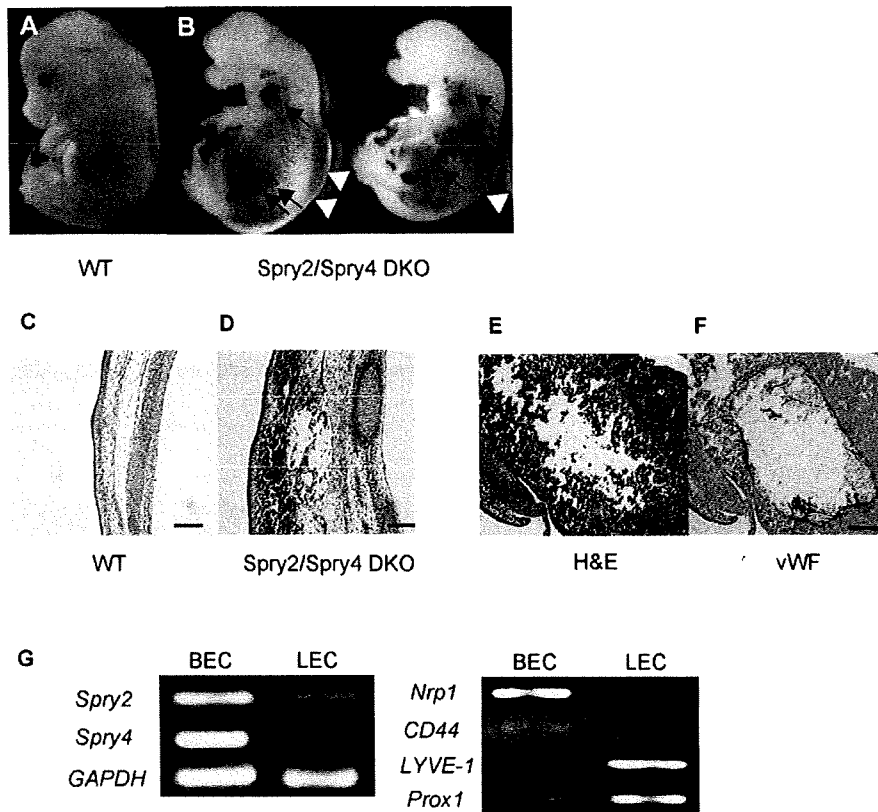 A B
WT Spry2/Spry4 DKO
C D E F
WT Spry2/Spry4 DKO H&E vWF
G
BEC LEC BEC LEC
Spry2 Nrp1
Spry4 CD44
GAPDH LYVE-1
Prox1